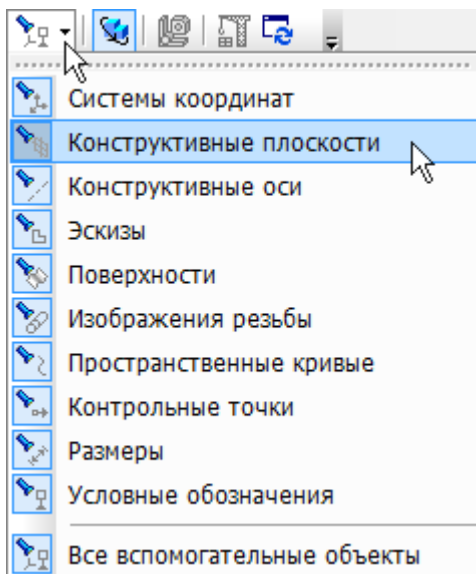 Системы координат
Конструктивные плоскости
Конструктивные оси
Эскизы
Поверхности
Изображения резьбы
Пространственные кривые
Контрольные точки
Размеры
Условные обозначения
Все вспомогательные объекты